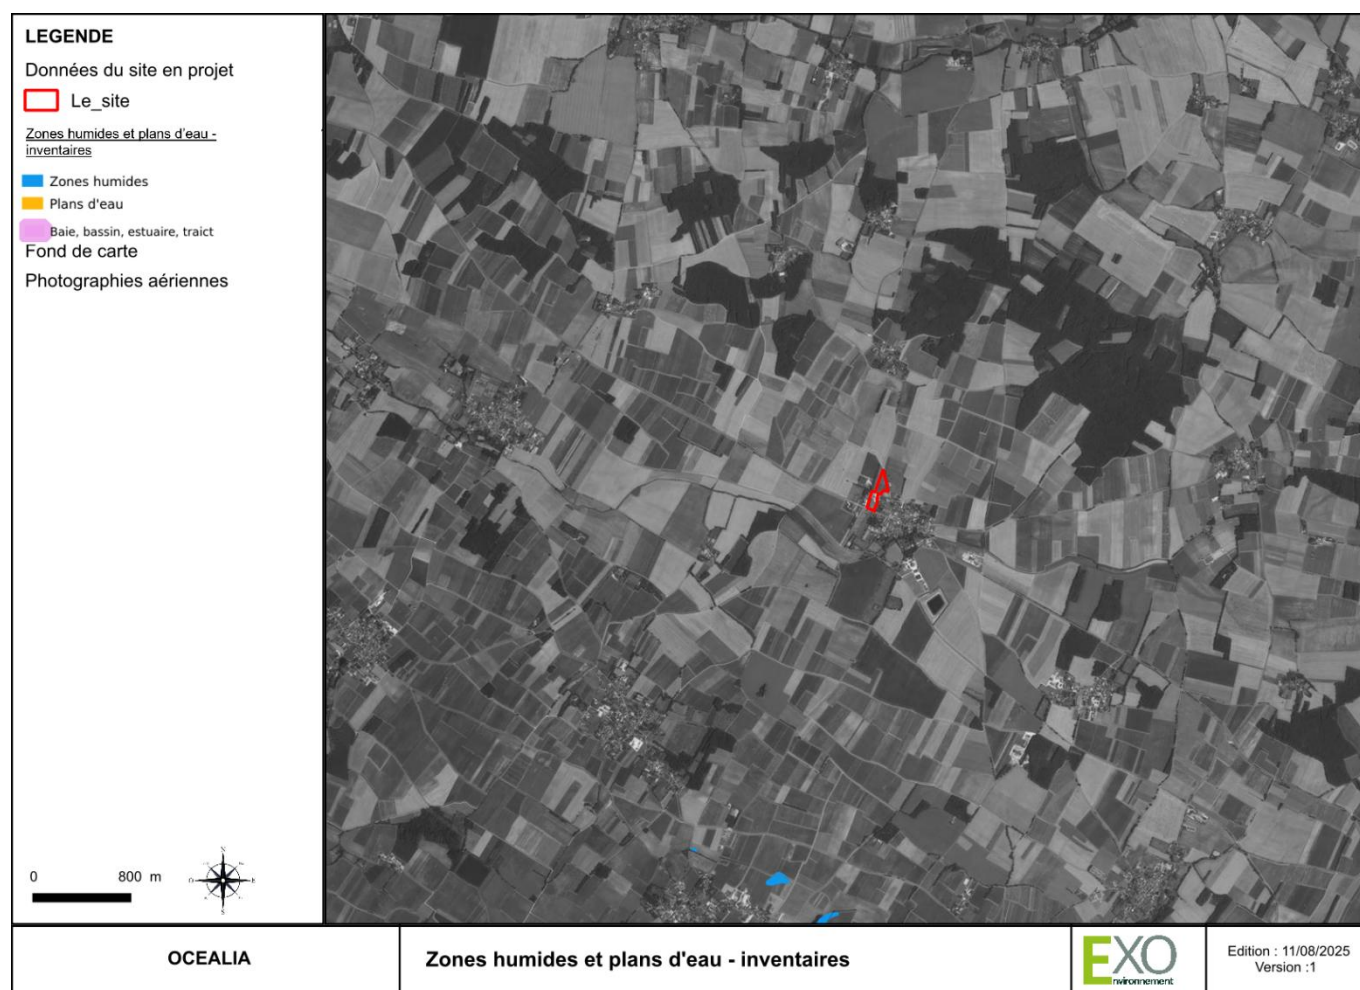 LEGENDE
Données du site en projet
Le_site
Zones humides et plans d'eau -
inventaires
Zones humides
Plans d'eau
Baie, bassin, estuaire, traict
Fond de carte
Photographies aériennes
0 800 m
N
S
OCEALIA
Zones humides et plans d'eau - inventaires
EXO
nvironnement
Edition : 11/08/2025
Version :1